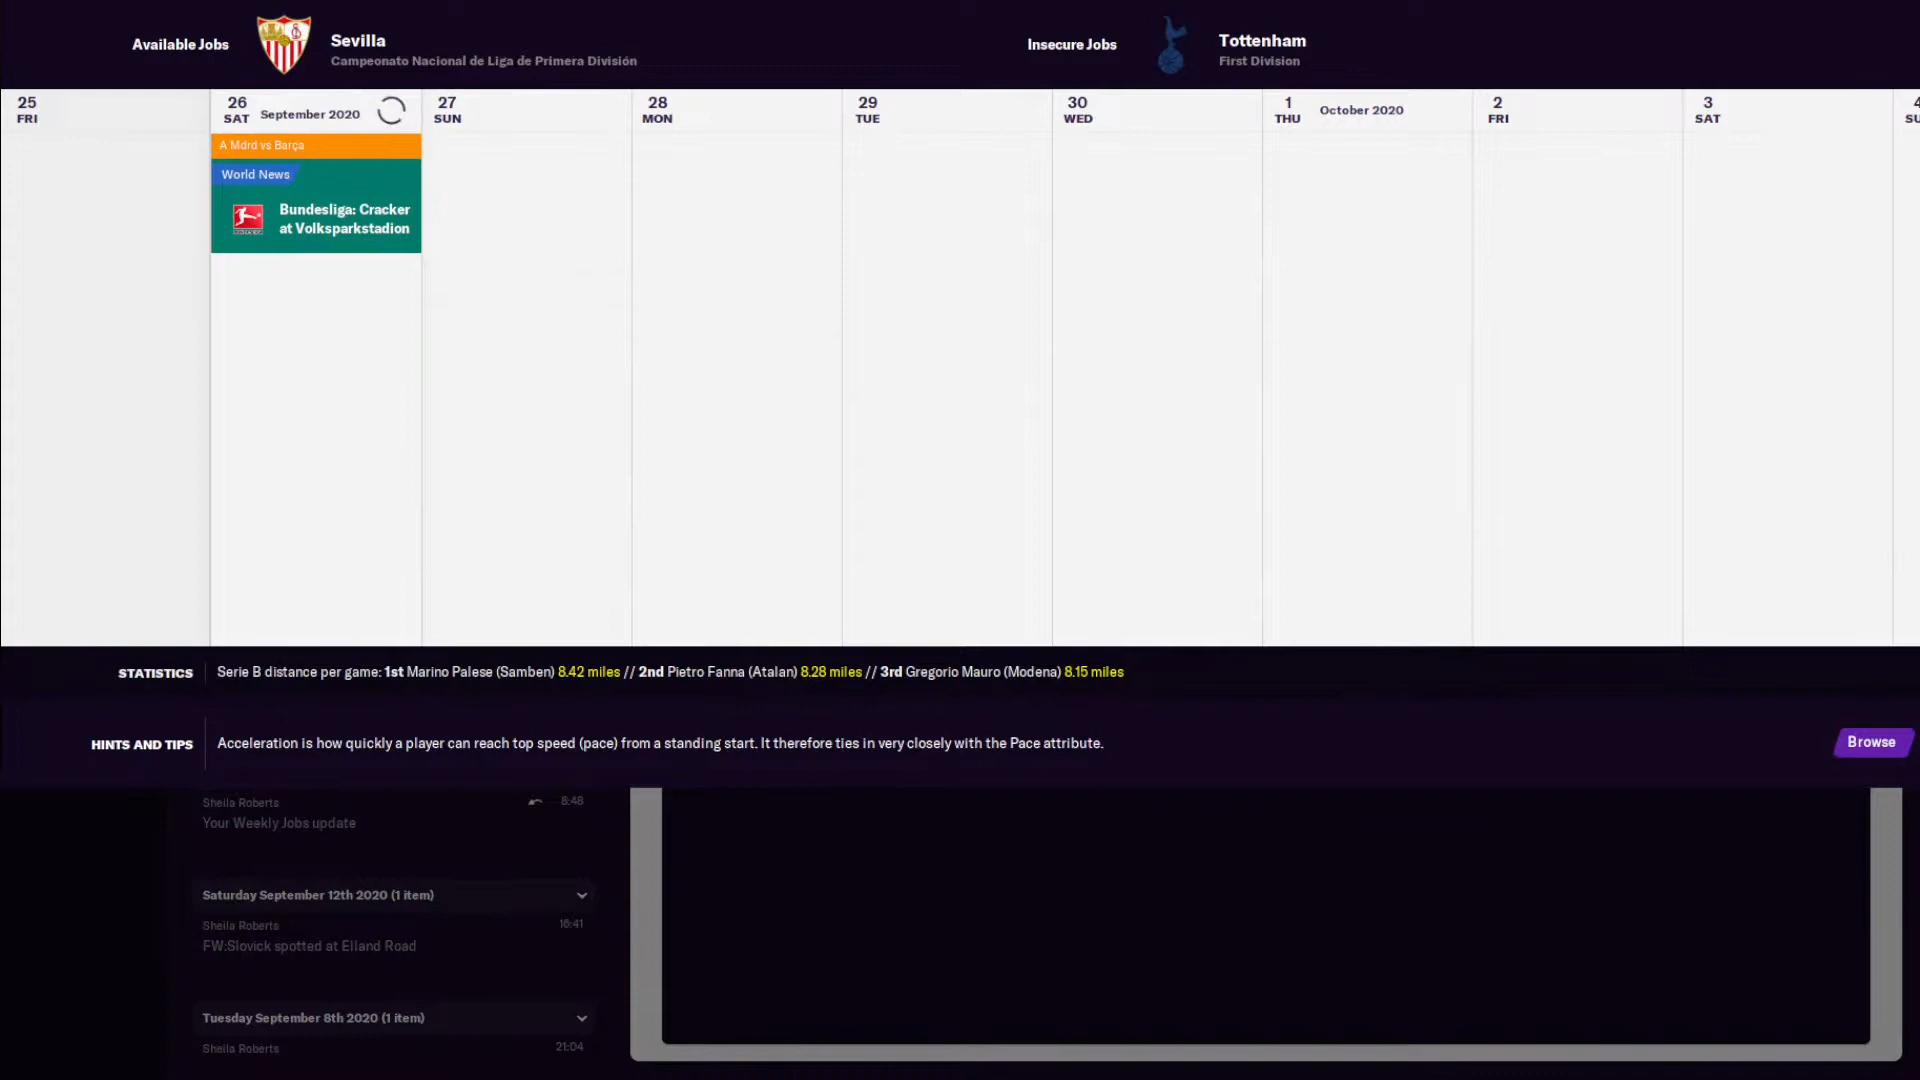 Available Jobs
Sevilla
Campeonato Nacional de Liga de Primera División
Insecure Jobs
Tottenham
First Division
25
FRI
26
SAT
September 2020
27
SUN
28
MON
29
TUE
30
WED
1
THU
October 2020
2
FRI
3
SAT
4
SU
A Mdrd vs Barça
World News
Bundesliga: Cracker
at Volksparkstadion
STATISTICS
Serie B distance per game: 1st Marino Palese (Samben) 8.42 miles // 2nd Pietro Fanna (Atalan) 8.28 miles // 3rd Gregorio Mauro (Modena) 8.15 miles
HINTS AND TIPS
Acceleration is how quickly a player can reach top speed (pace) from a standing start. It therefore ties in very closely with the Pace attribute.
Browse
Sheila Roberts
8:48
Your Weekly Jobs update
Saturday September 12th 2020 (1 item)
Sheila Roberts
16:41
FW:Slovick spotted at Elland Road
Tuesday September 8th 2020 (1 item)
Sheila Roberts
21:04